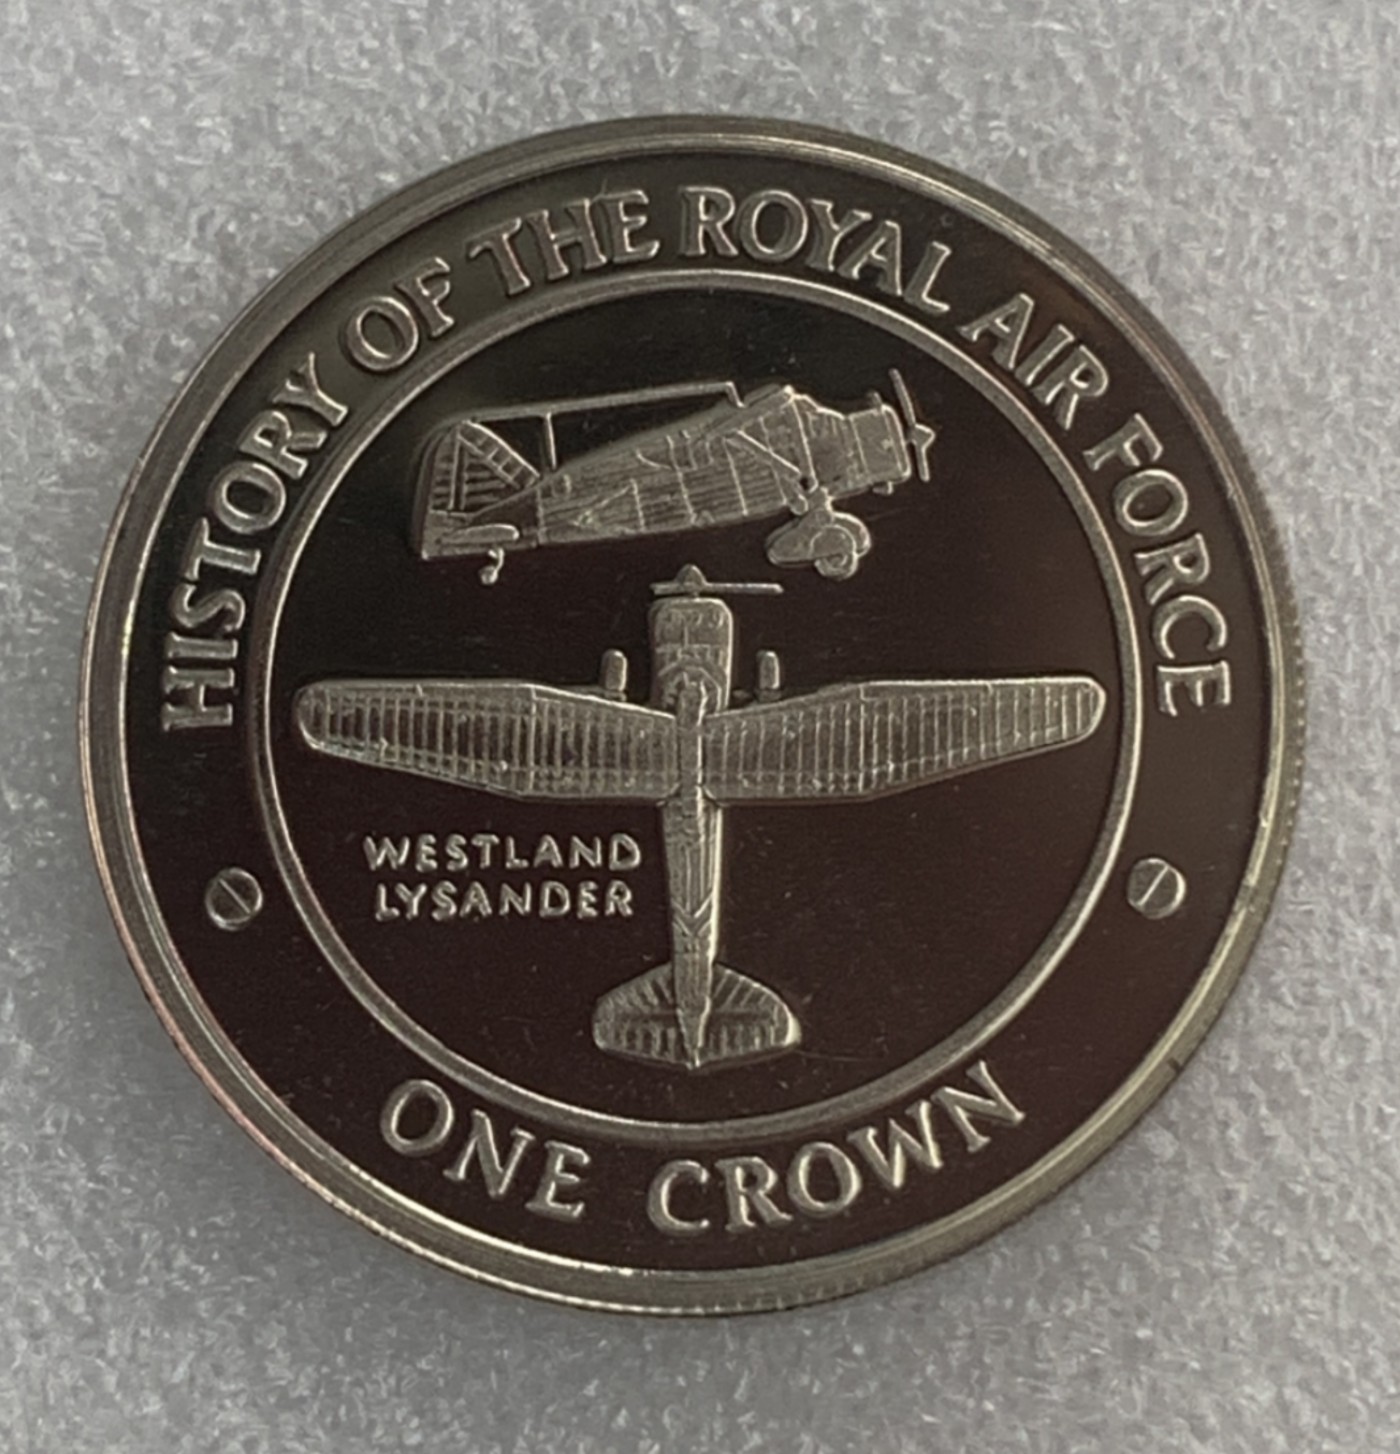 HISTORY OF THE ROYAL AIR FORCE
WESTLAND
LYSANDER
ONE CROWN